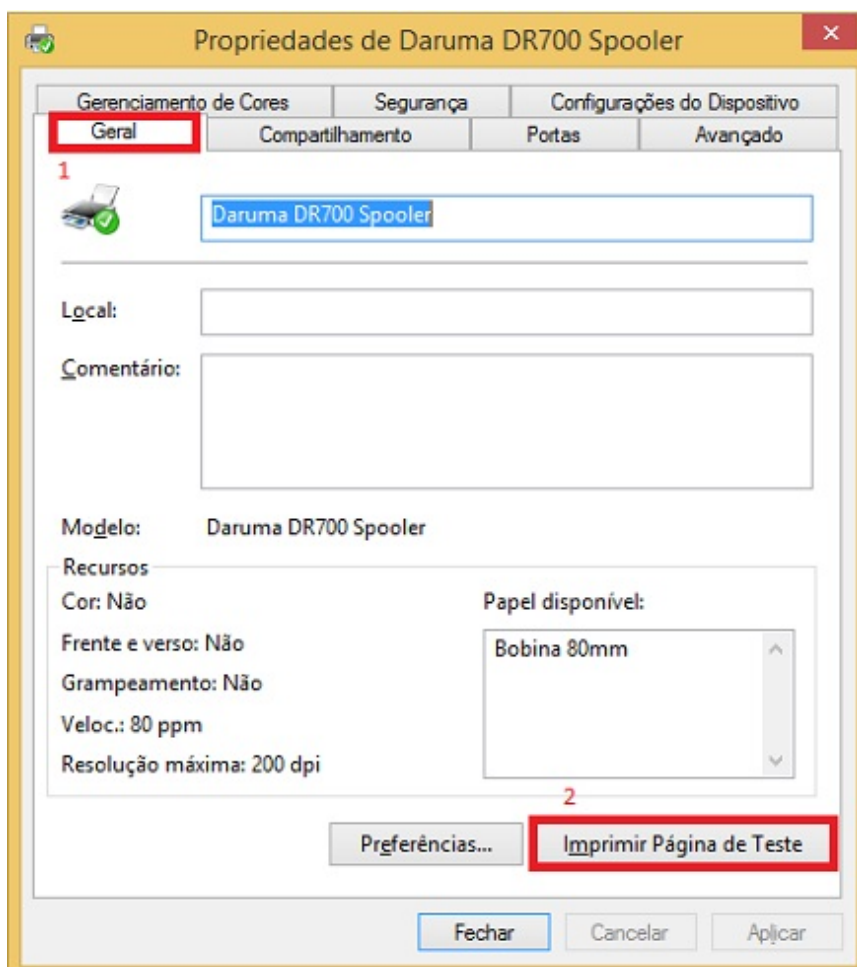 Propriedades de Daruma DR700 Spooler
Gerenciamento de Cores Segurança Configurações do Dispositivo
Geral Compartilhamento Portas Avançado
1
Daruma DR700 Spooler
Local:
Comentário:
Modelo: Daruma DR700 Spooler
Recursos
Cor: Não Papel disponível:
Frente e verso: Não Bobina 80mm
Grampeamento: Não
Veloc.: 80 ppm
Resolução máxima: 200 dpi
2
Preferências... Imprimir Página de Teste
Fechar Cancelar Aplicar